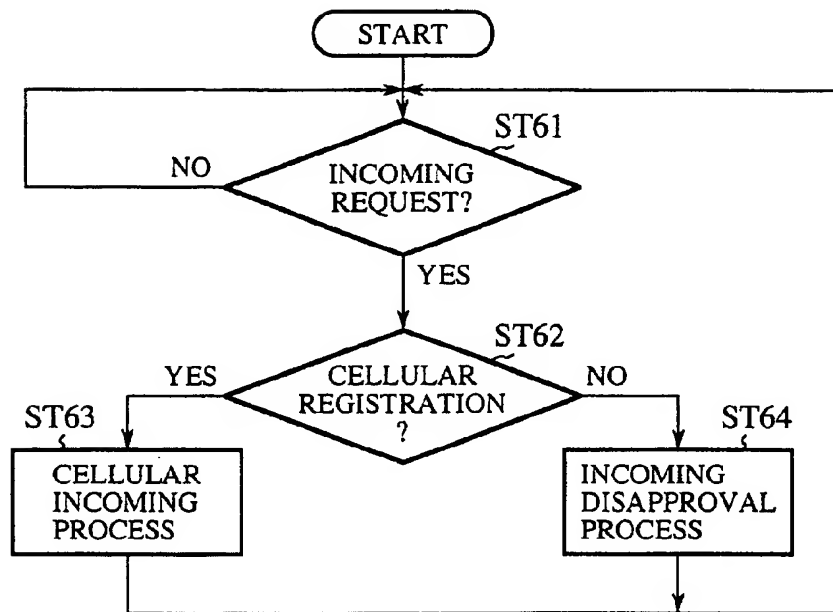 START
ST61
NO
INCOMING
REQUEST?
YES
ST62
YES
CELLULAR
REGISTRATION
?
NO
ST63
CELLULAR
INCOMING
PROCESS
ST64
INCOMING
DISAPPROVAL
PROCESS